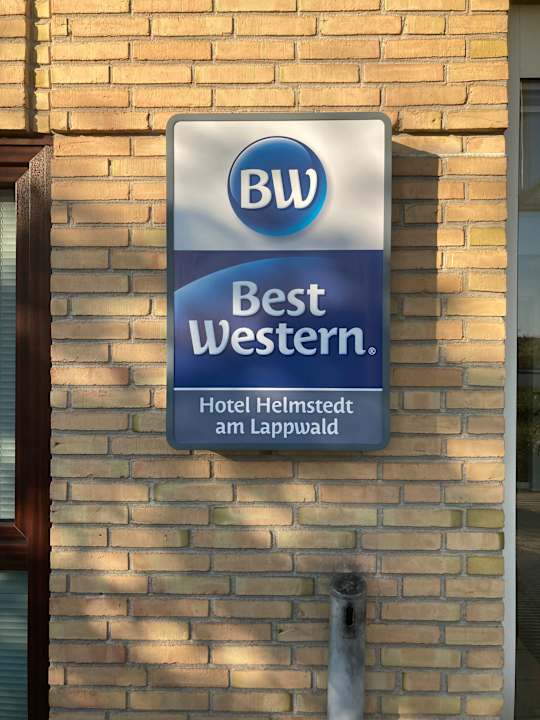 BW
Best
Western®
Hotel Helmstedt
am Lappwald